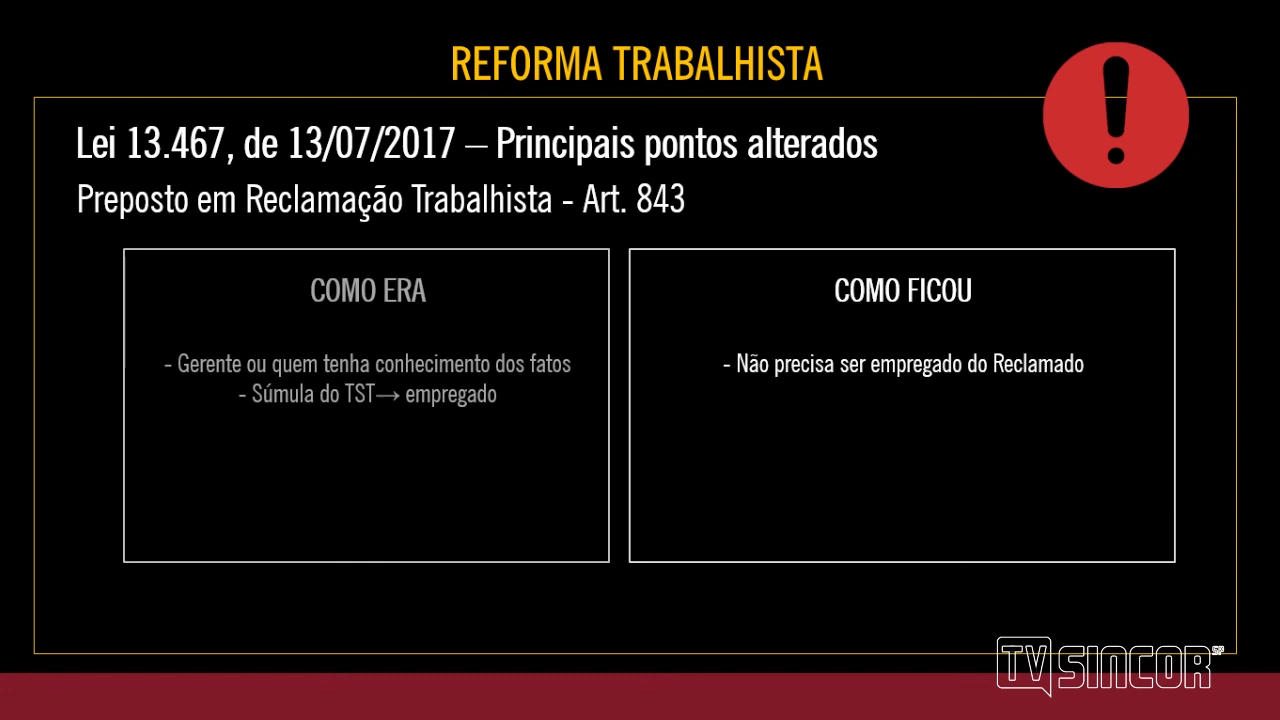 REFORMA TRABALHISTA
Lei 13.467, de 13/07/2017 – Principais pontos alterados
Preposto em Reclamação Trabalhista - Art. 843
COMO ERA
- Gerente ou quem tenha conhecimento dos fatos
- Súmula do TST→ empregado
COMO FICOU
- Não precisa ser empregado do Reclamado
TV SINCOR SP